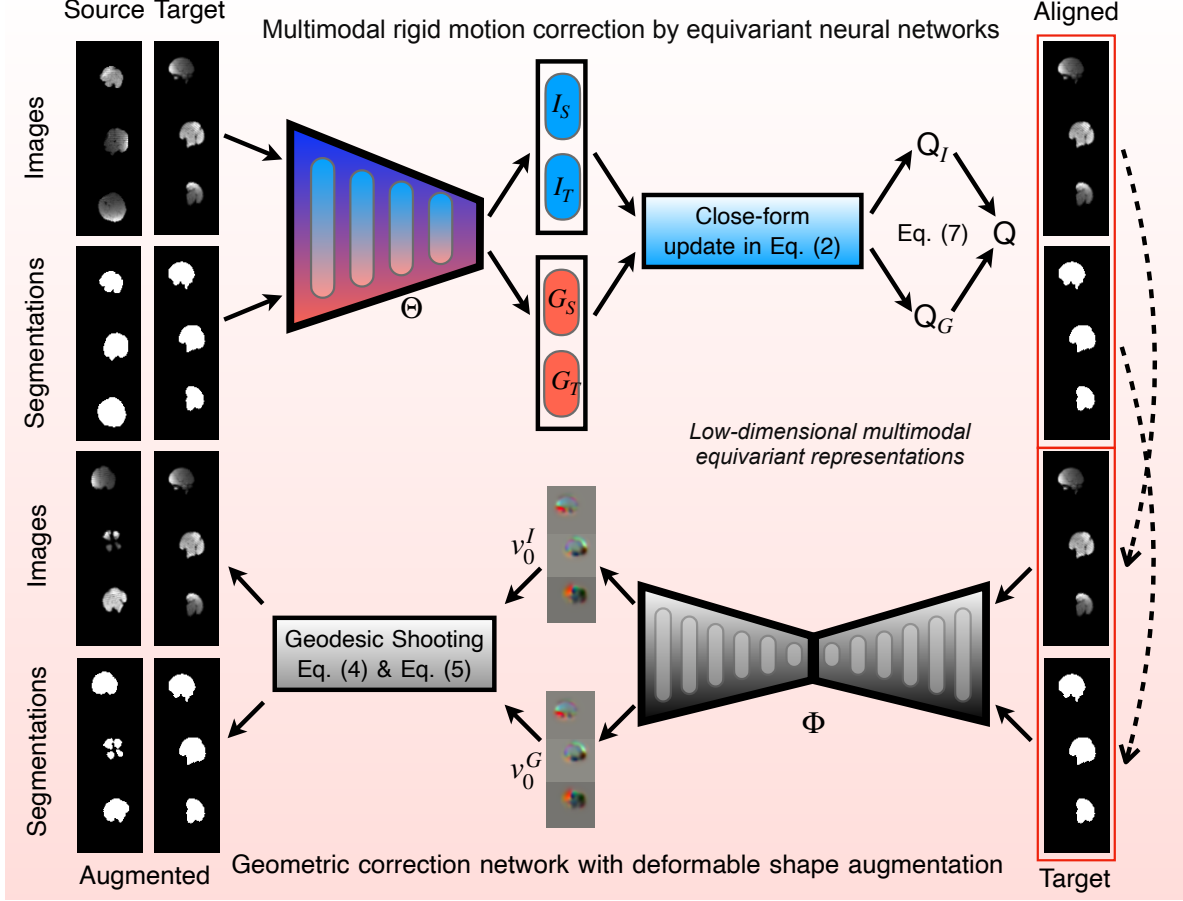 Source Target
Multimodal rigid motion correction by equivariant neural networks
Aligned
Images
Segmentations
Θ
I_S
I_T
G_S
G_T
Close-form
update in Eq. (2)
Q_I
Eq. (7)
Q
Q_G
Low-dimensional multimodal
equivariant representations
Images
Segmentations
Geodesic Shooting
Eq. (4) & Eq. (5)
v_0^I
v_0^G
Φ
Augmented
Geometric correction network with deformable shape augmentation
Target